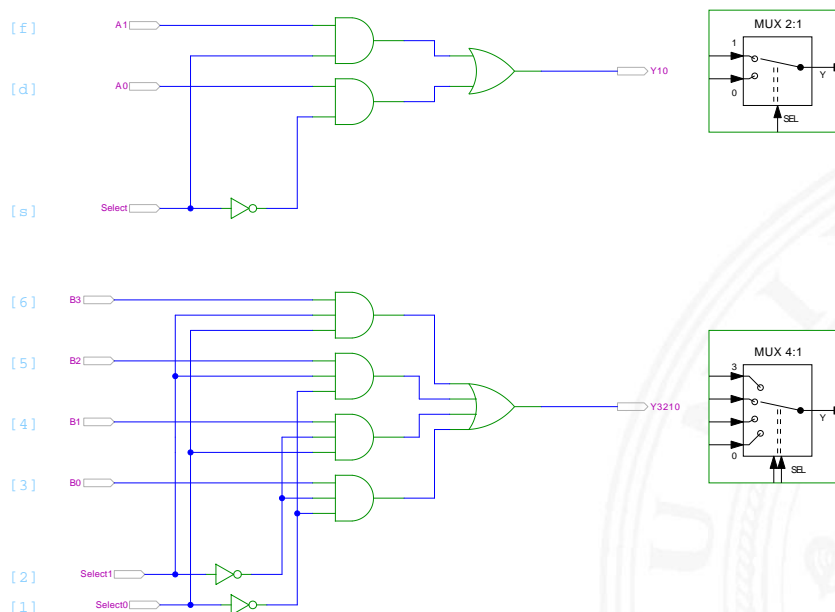 [f] A1
[d] A0
Y10
[s] Select
MUX 2:1
1
0
Y
SEL
[6] B3
[5] B2
[4] B1
[3] B0
Y3210
[2] Select1
[1] Select0
MUX 4:1
3
0
Y
SEL
U
I